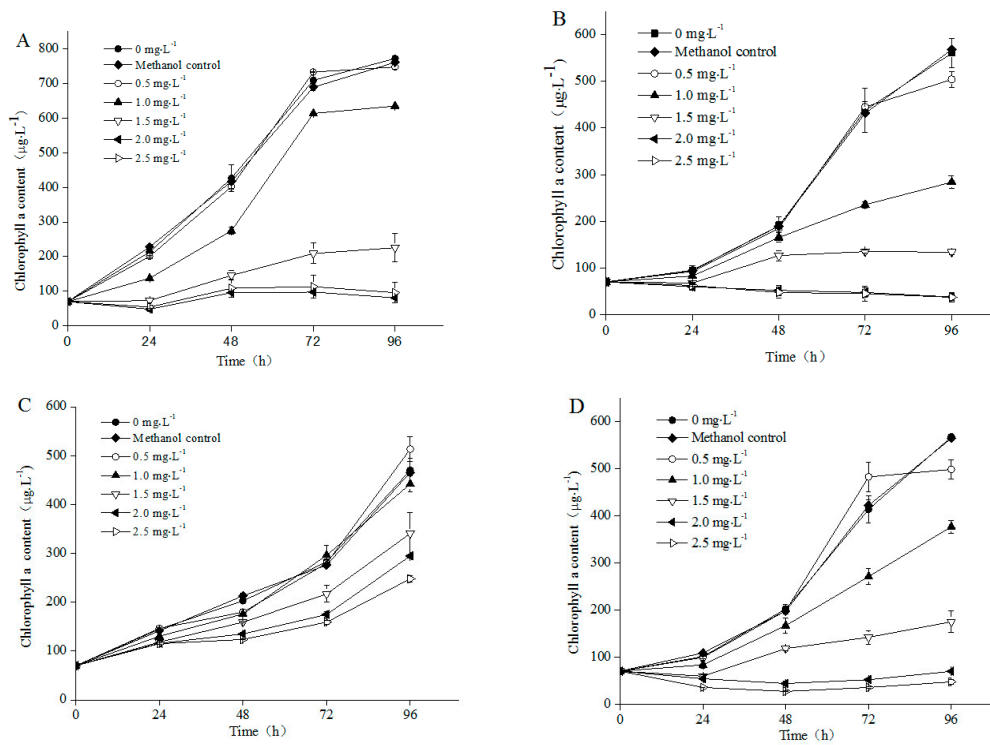 A
800
700
600
500
400
300
200
100
0
0 24 48 72 96
Time（h）
Chlorophyll a content（μg·L⁻¹）
0 mg·L⁻¹
Methanol control
0.5 mg·L⁻¹
1.0 mg·L⁻¹
1.5 mg·L⁻¹
2.0 mg·L⁻¹
2.5 mg·L⁻¹
B
600
500
400
300
200
100
0
0 24 48 72 96
Time（h）
Chlorophyll a content（μg·L⁻¹）
0 mg·L⁻¹
Methanol control
0.5 mg·L⁻¹
1.0 mg·L⁻¹
1.5 mg·L⁻¹
2.0 mg·L⁻¹
2.5 mg·L⁻¹
C
600
500
400
300
200
100
0
0 24 48 72 96
Time（h）
Chlorophyll a content（μg·L⁻¹）
0 mg·L⁻¹
Methanol control
0.5 mg·L⁻¹
1.0 mg·L⁻¹
1.5 mg·L⁻¹
2.0 mg·L⁻¹
2.5 mg·L⁻¹
D
600
500
400
300
200
100
0
0 24 48 72 96
Time（h）
Chlorophyll a content（μg·L⁻¹）
0 mg·L⁻¹
Methanol control
0.5 mg·L⁻¹
1.0 mg·L⁻¹
1.5 mg·L⁻¹
2.0 mg·L⁻¹
2.5 mg·L⁻¹